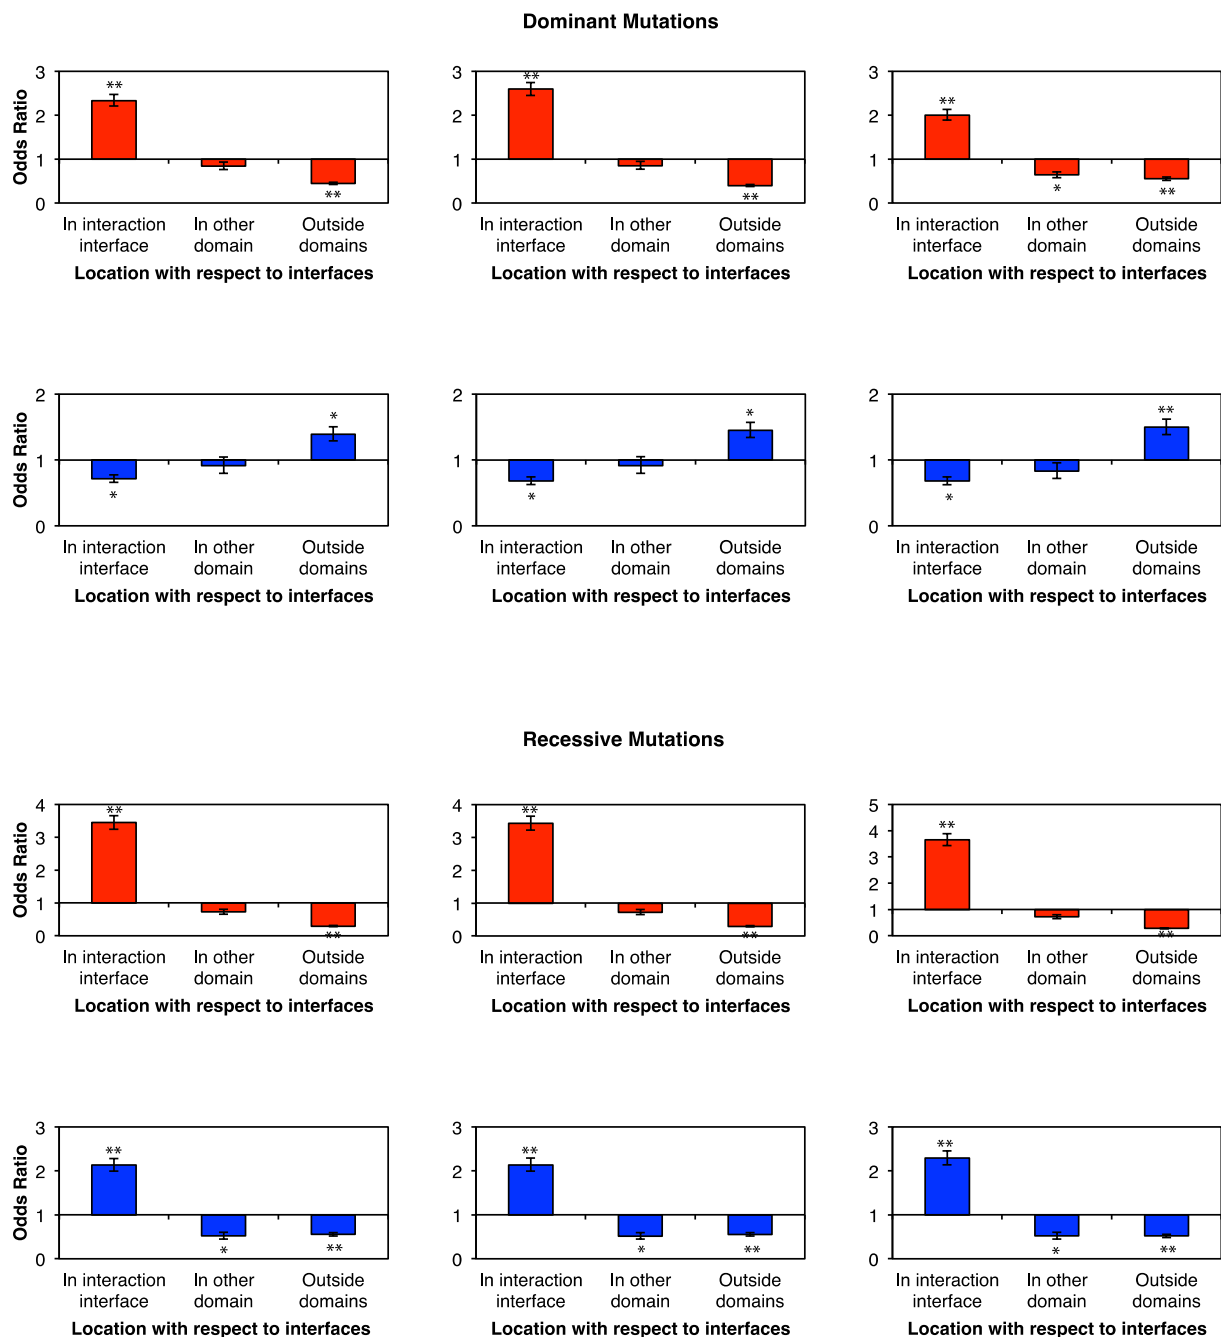 Dominant Mutations
3
2
1
0
Odds Ratio
**
**
In interaction interface
In other domain
Outside domains
Location with respect to interfaces
3
2
1
0
**
**
In interaction interface
In other domain
Outside domains
Location with respect to interfaces
3
2
1
0
**
*
**
In interaction interface
In other domain
Outside domains
Location with respect to interfaces
2
1
0
Odds Ratio
*
*
In interaction interface
In other domain
Outside domains
Location with respect to interfaces
2
1
0
*
*
In interaction interface
In other domain
Outside domains
Location with respect to interfaces
2
1
0
*
**
In interaction interface
In other domain
Outside domains
Location with respect to interfaces
Recessive Mutations
4
3
2
1
0
Odds Ratio
**
**
In interaction interface
In other domain
Outside domains
Location with respect to interfaces
4
3
2
1
0
**
**
In interaction interface
In other domain
Outside domains
Location with respect to interfaces
5
4
3
2
1
0
**
**
In interaction interface
In other domain
Outside domains
Location with respect to interfaces
3
2
1
0
Odds Ratio
**
*
**
In interaction interface
In other domain
Outside domains
Location with respect to interfaces
3
2
1
0
**
*
**
In interaction interface
In other domain
Outside domains
Location with respect to interfaces
3
2
1
0
**
*
**
In interaction interface
In other domain
Outside domains
Location with respect to interfaces